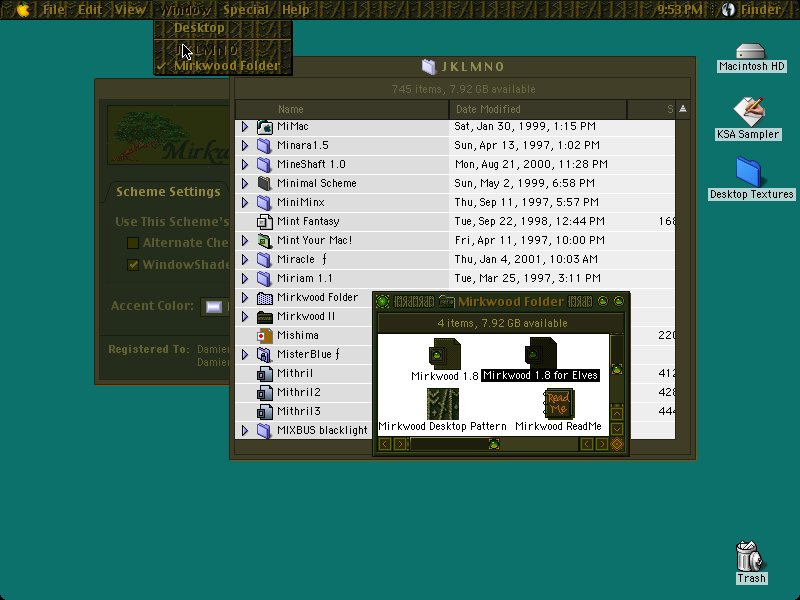 File Edit View Window Special Help 9:53 PM Finder
Desktop
JKLMNO
✓ Mirkwood Folder
JKLMNO
745 items, 7.92 GB available
Name Date Modified S
MiMac Sat, Jan 30, 1999, 1:15 PM
Minara1.5 Sun, Apr 13, 1997, 1:02 PM
MineShaft 1.0 Mon, Aug 21, 2000, 11:28 PM
Minimal Scheme Sun, May 2, 1999, 6:58 PM
MiniMinx Thu, Sep 11, 1997, 5:57 PM
Mint Fantasy Tue, Sep 22, 1998, 12:44 PM 168
Mint Your Mac! Fri, Apr 11, 1997, 10:00 PM
Miracle ƒ Thu, Jan 4, 2001, 10:03 AM
Miriam 1.1 Tue, Mar 25, 1997, 3:11 PM
Mirkwood Folder
Mirkwood II
Mishima 220
MisterBlue ƒ
Mithril 412
Mithril2 428
Mithril3 444
MIXBUS blacklight
Mirkw
Scheme Settings
Use This Scheme's
Alternate Che
WindowShade
Accent Color:
Registered To: Damie
Damie
Mirkwood Folder
4 items, 7.92 GB available
Mirkwood 1.8
Mirkwood 1.8 for Elves
Read Me
Mirkwood Desktop Pattern
Mirkwood ReadMe
Macintosh HD
KSA Sampler
Desktop Textures
Trash